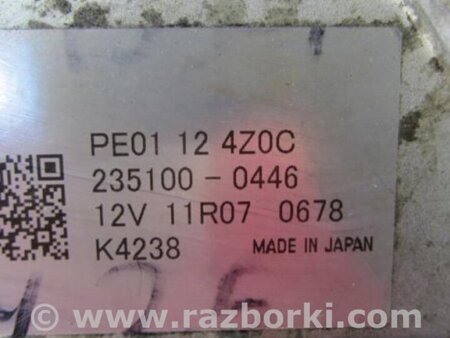 PE01 12 4Z0C
235100-0446
12V 11R07 0678
K4238 MADE IN JAPAN
www.razborki.com